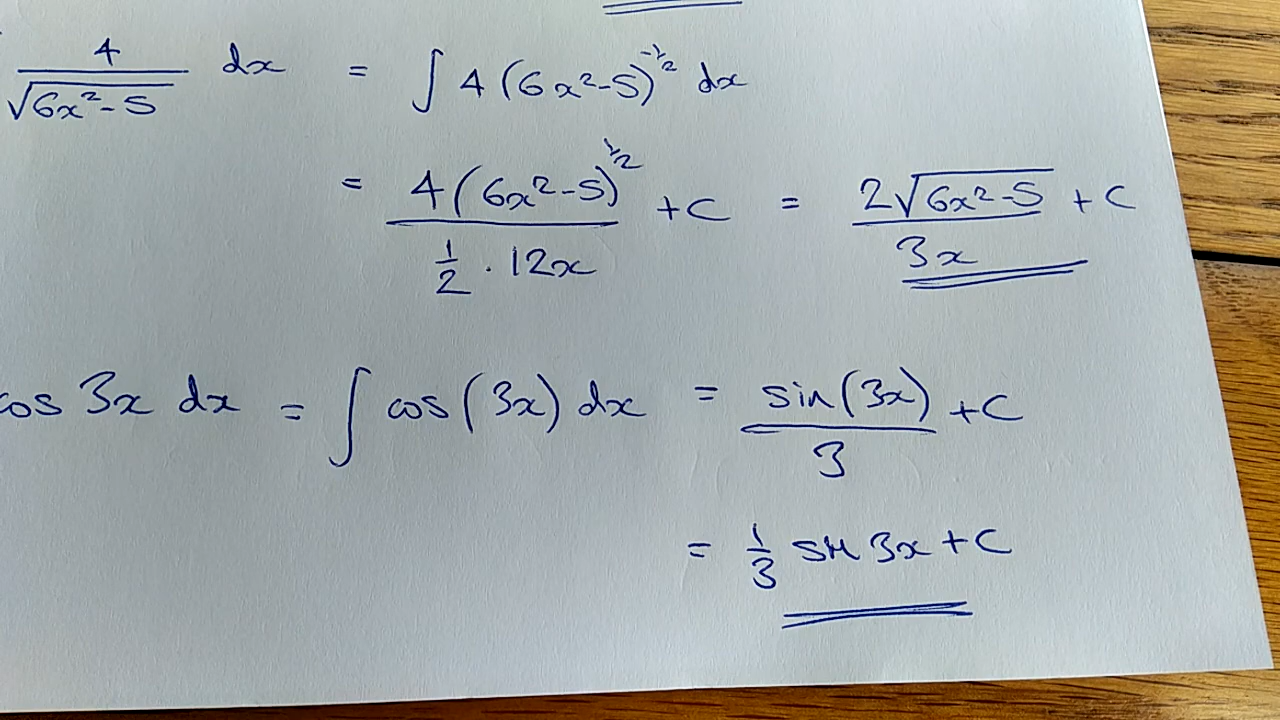 4/√(6x²-5) dx = ∫ 4(6x²-5)^(-1/2) dx
= 4(6x²-5)^(1/2)/(1/2 · 12x) + C = 2√(6x²-5)/(3x) + C
cos 3x dx = ∫ cos(3x) dx = sin(3x)/3 + C
= 1/3 sin 3x + C